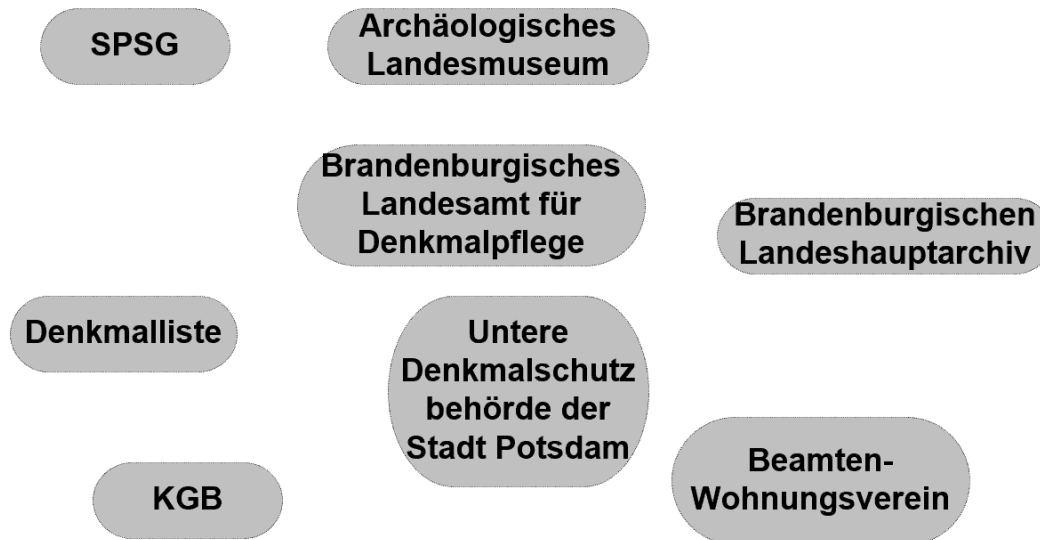 SPSG
Archäologisches
Landesmuseum
Brandenburgisches
Landesamt für
Denkmalpflege
Brandenburgischen
Landeshauptarchiv
Denkmalliste
Untere
Denkmalschutz
behörde der
Stadt Potsdam
Beamten-
Wohnungsverein
KGB